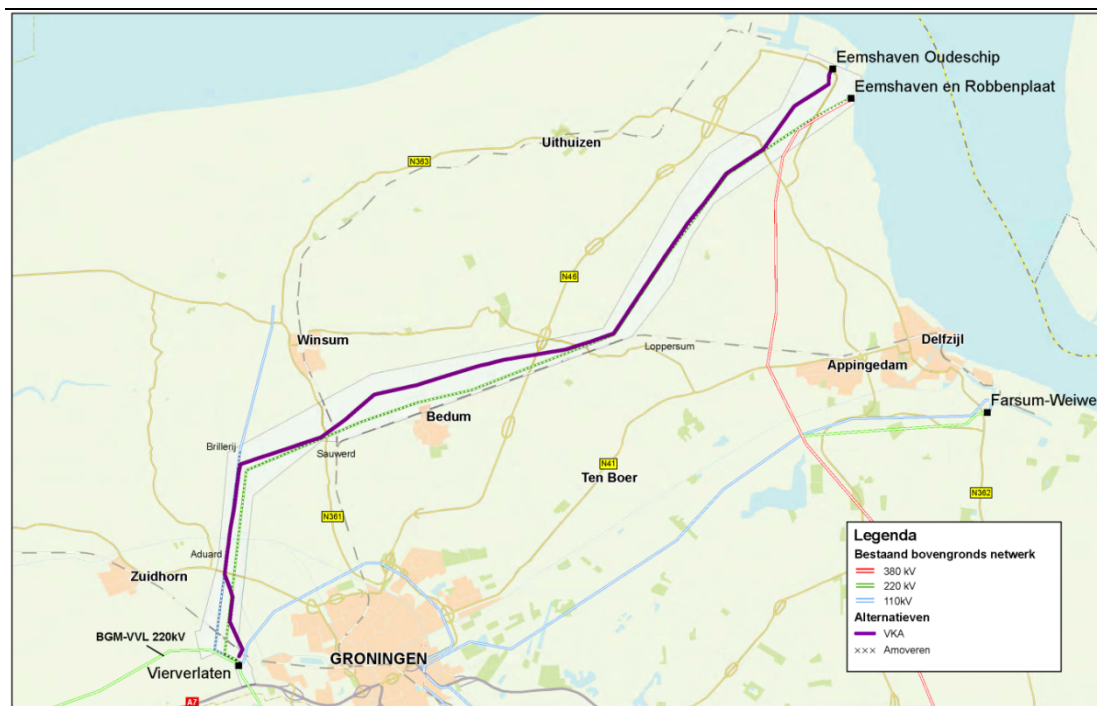 Eemshaven Oudeschip
Eemshaven en Robbenplaat
Uithuizen
N363
N46
Winsum
Loppersum
Delfzijl
Appingedam
Farsum-Weiwe
Bedum
Brillerij
Sauwerd
Ten Boer
N41
N362
N361
Aduard
Zuidhorn
BGM-VVL 220kV
Vierverlaten
GRONINGEN
A7
Legenda
Bestaand bovengronds netwerk
380 kV
220 kV
110kV
Alternatieven
VKA
Amoveren